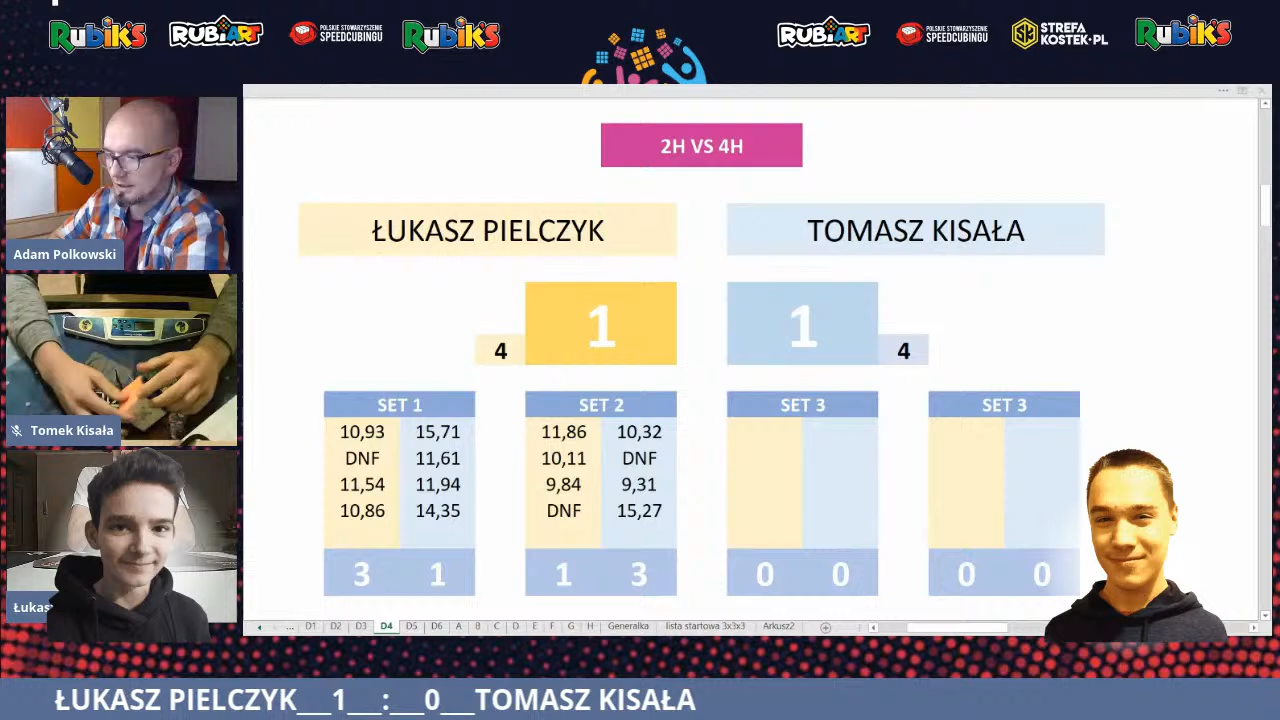 Rubik's
RUBIART
POLSKIE STOWARZYSZENIE
SPEEDCUBINGU
Rubik's
RUBIART
POLSKIE STOWARZYSZENIE
SPEEDCUBINGU
STREFA
KOSTEK.PL
Rubik's
2H VS 4H
ŁUKASZ PIELCZYK
TOMASZ KISAŁA
1
1
4
4
SET 1
SET 2
SET 3
SET 3
10,93 15,71
11,86 10,32
DNF 11,61
10,11 DNF
11,54 11,94
9,84 9,31
10,86 14,35
DNF 15,27
3 1
1 3
0 0
0 0
Adam Polkowski
Tomek Kisała
Łukas
... D1 D2 D3 D4 D5 D6 A B C D E F G H Generalka lista startowa 3x3x3 Arkusz2
ŁUKASZ PIELCZYK___1___:___0___TOMASZ KISAŁA